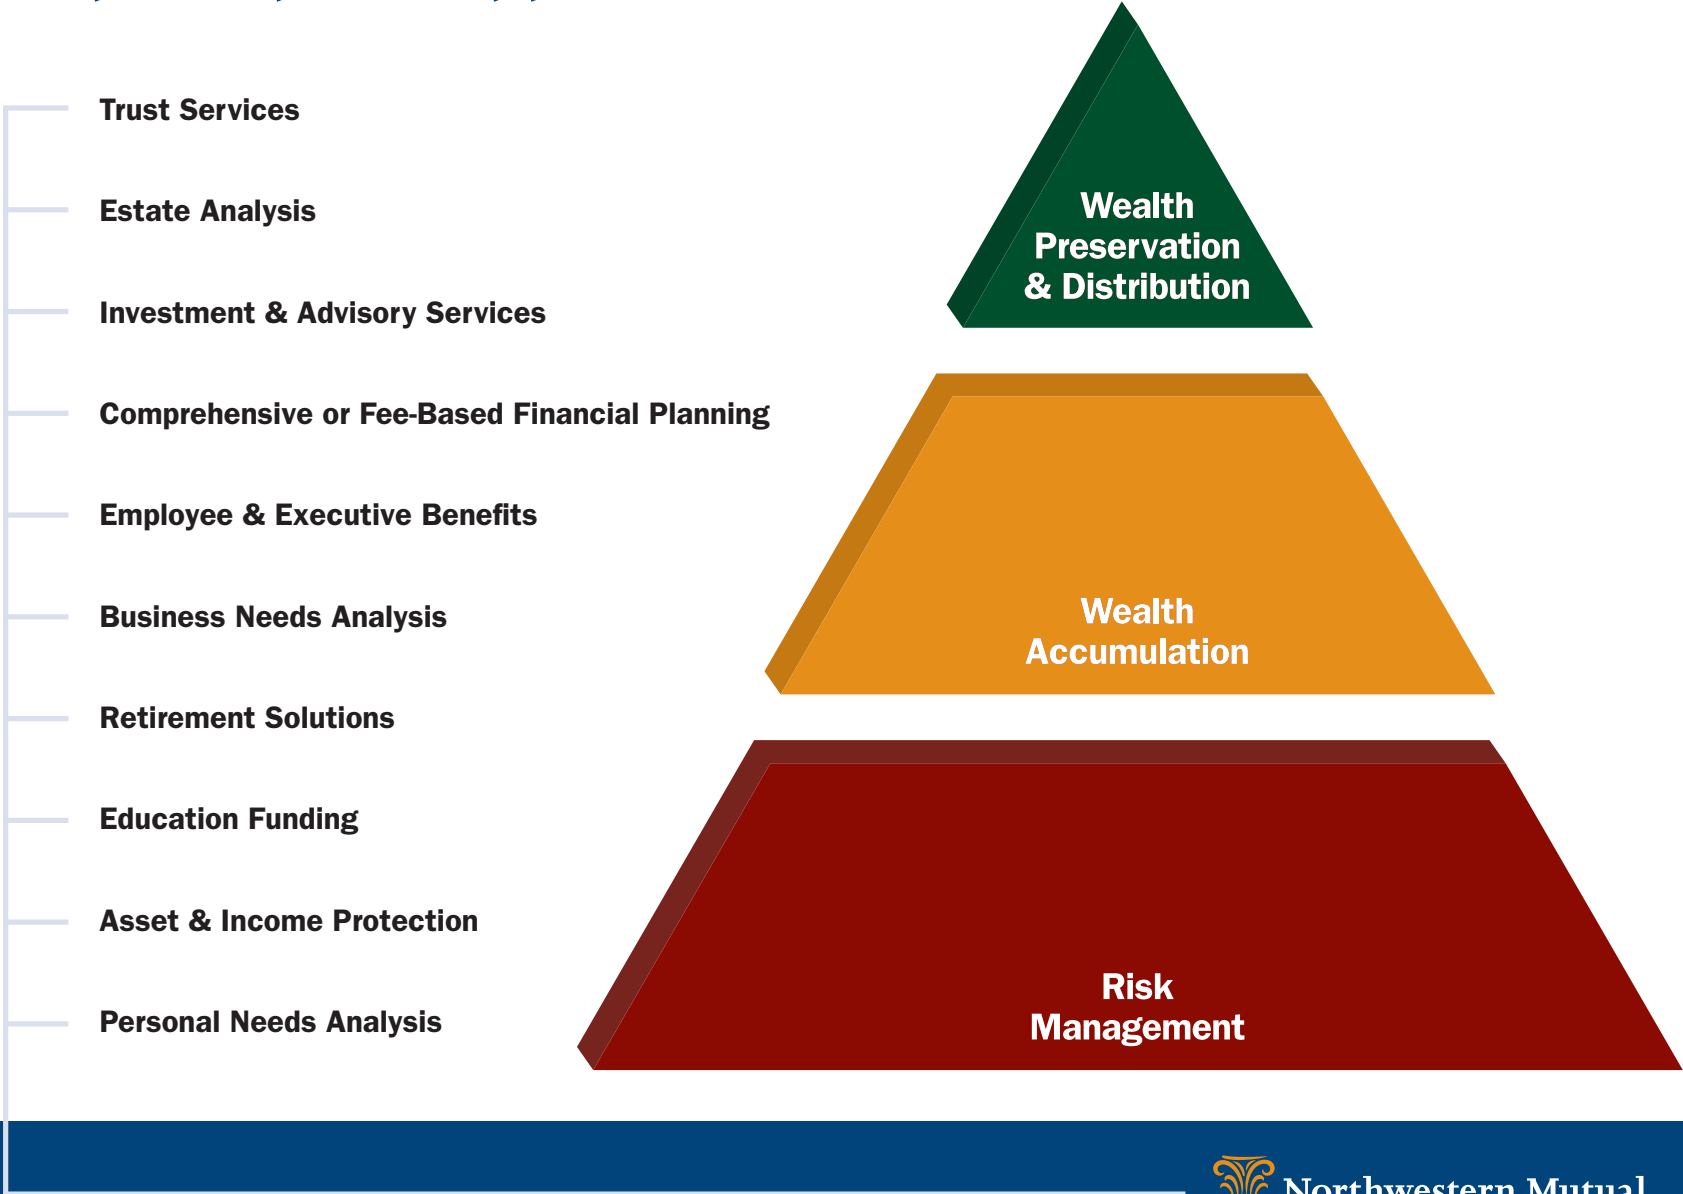 Trust Services
Estate Analysis
Investment & Advisory Services
Comprehensive or Fee-Based Financial Planning
Employee & Executive Benefits
Business Needs Analysis
Retirement Solutions
Education Funding
Asset & Income Protection
Personal Needs Analysis
Wealth
Preservation
& Distribution
Wealth
Accumulation
Risk
Management
Northwestern Mutual